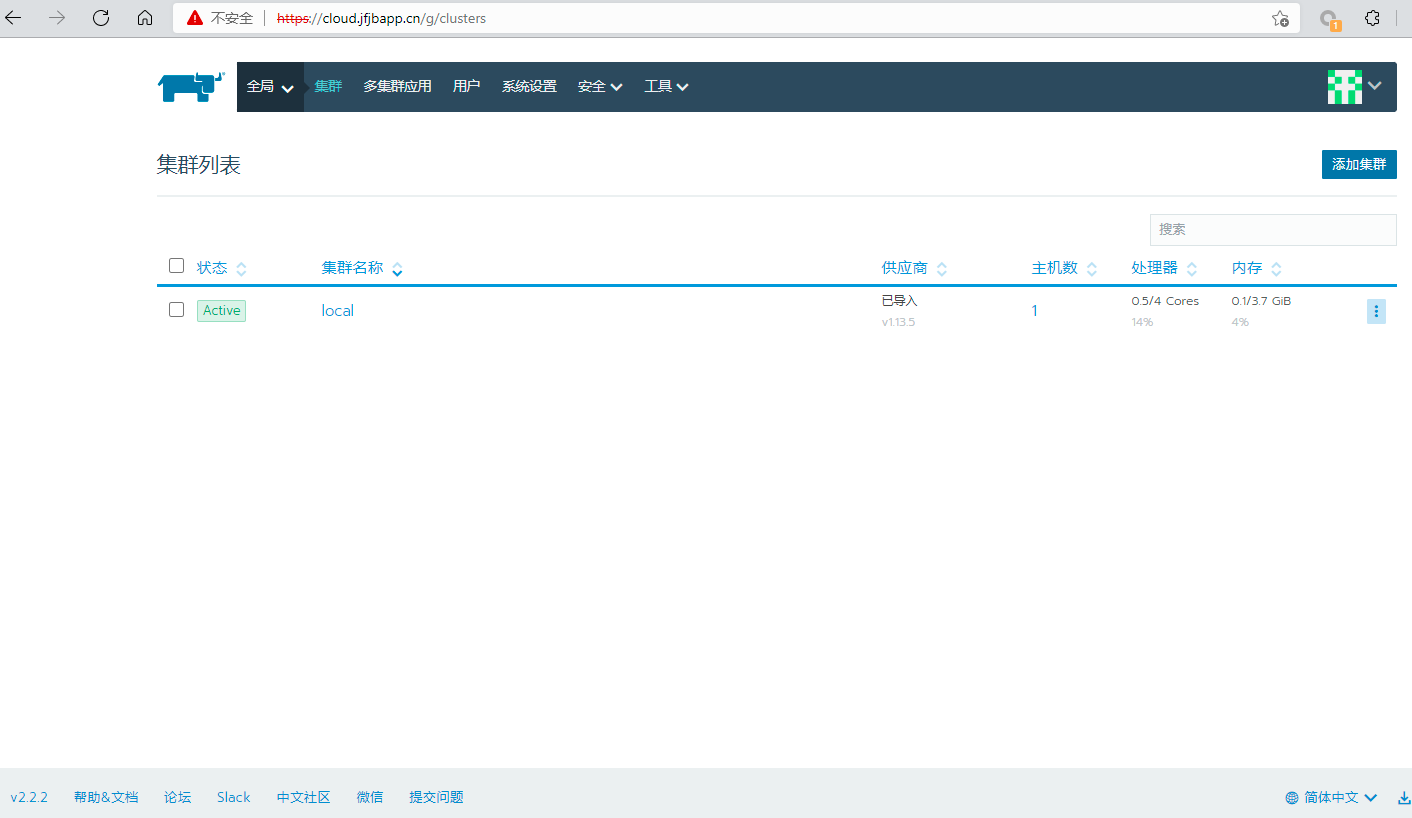 不安全 https://cloud.jfjbapp.cn/g/clusters 1
全局 集群 多集群应用 用户 系统设置 安全 工具
集群列表 添加集群
搜索
状态 集群名称 供应商 主机数 处理器 内存
Active local 已导入 1 0.5/4 Cores 0.1/3.7 GiB
v1.13.5 14% 4%
v2.2.2 帮助&文档 论坛 Slack 中文社区 微信 提交问题 简体中文